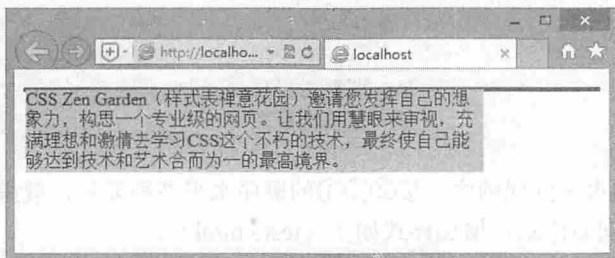 http://localho...
localhost
CSS Zen Garden（样式表禅意花园）邀请您发挥自己的想
象力，构思一个专业级的网页。让我们用慧眼来审视，充
满理想和激情去学习CSS这个不朽的技术，最终使自己能
够达到技术和艺术合而为一的最高境界。